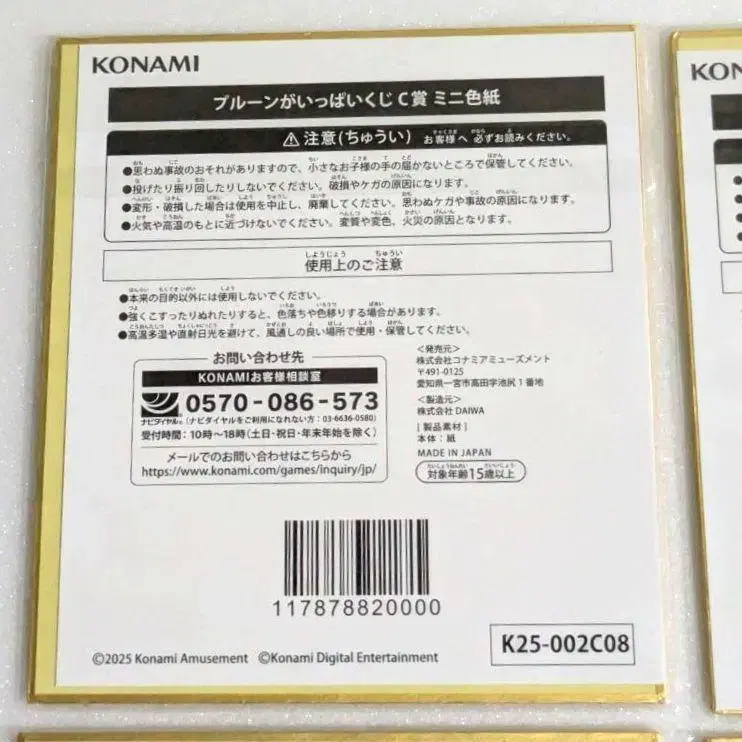 KONAMI
プルーンがいっぱいくじ C賞 ミニ色紙
⚠注意(ちゅうい) お客様へ 必ずお読みください。
●思わぬ事故のおそれがありますので、小さなお子様の手の届かないところで保管してください。
●投げたり振り回したりしないでください。破損やケガの原因になります。
●変形・破損した場合は使用を中止し、廃棄してください。思わぬケガや事故の原因になります。
●火気や高温のもとに近づけないでください。変質や変色、火災の原因となります。
使用上のご注意
●本来の目的以外には使用しないでください。
●強くこすったりぬれたりすると、色落ちや色移りする場合があります。
●高温多湿や直射日光を避けて、風通しの良い場所で使用・保管してください。
お問い合わせ先
KONAMIお客様相談室
ナビダイヤル® 0570-086-573
(ナビダイヤルをご利用になれない方：03-6636-0580)
受付時間：10時～18時(土日・祝日・年末年始を除く)
メールでのお問い合わせはこちらから
https://www.konami.com/games/inquiry/jp/
＜発売元＞
株式会社コナミアミューズメント
〒491-0125
愛知県一宮市高田字池尻1番地
＜製造元＞
株式会社 DAIWA
[製品素材]
本体：紙
MADE IN JAPAN
対象年齢15歳以上
117878820000
K25-002C08
©2025 Konami Amusement ©Konami Digital Entertainment
KON